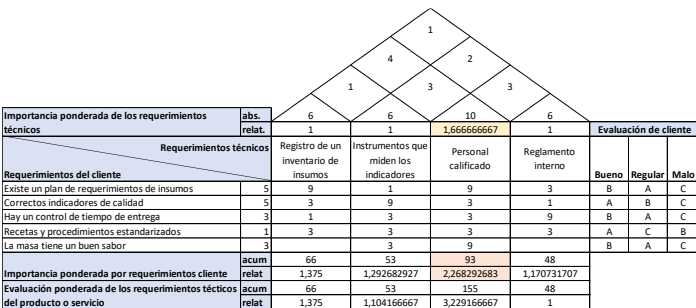 1
4 2
1 3 3
Importancia ponderada de los requerimientos técnicos abs. 6 6 10 6
relat. 1 1 1,666666667 1 Evaluación de cliente
Requerimientos técnicos Registro de un inventario de insumos Instrumentos que miden los indicadores Personal calificado Reglamento interno
Requerimientos del cliente Bueno Regular Malo
Existe un plan de requerimientos de insumos 5 9 1 9 3 B A C
Correctos indicadores de calidad 5 3 9 3 1 A B C
Hay un control de tiempo de entrega 3 1 3 3 9 B A C
Recetas y procedimientos estandarizados 1 3 3 3 3 A C B
La masa tiene un buen sabor 3 3 9 B A C
acum 66 53 93 48
Importancia ponderada por requerimientos cliente relat 1,375 1,292682927 2,268292683 1,170731707
Evaluación ponderada de los requerimientos técticos acum 66 53 155 48
del producto o servicio relat 1,375 1,104166667 3,229166667 1